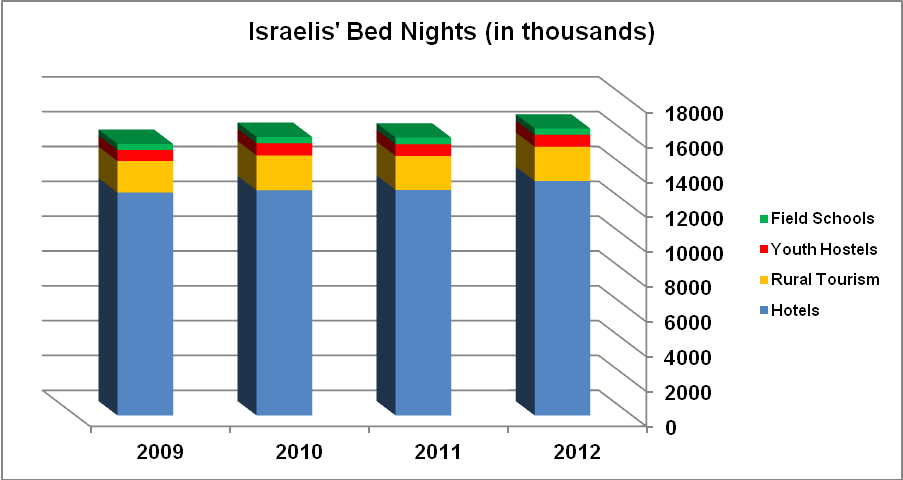 Israelis' Bed Nights (in thousands)
18000
16000
14000
12000
10000
8000
6000
4000
2000
0
Field Schools
Youth Hostels
Rural Tourism
Hotels
2009 2010 2011 2012